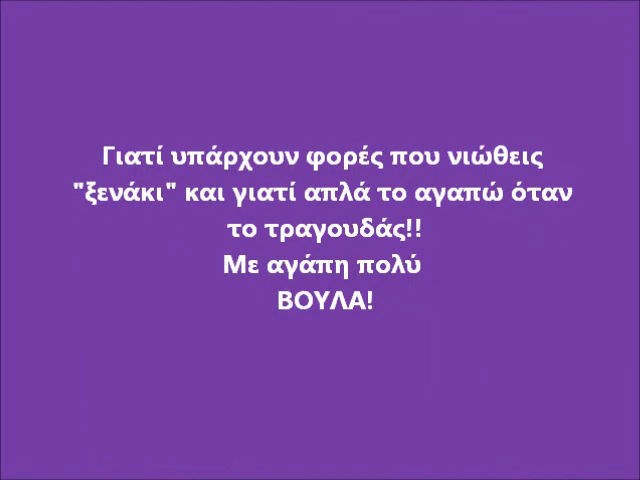 Γιατί υπάρχουν φορές που νιώθεις
"ξενάκι" και γιατί απλά το αγαπώ όταν
το τραγουδάς!!
Με αγάπη πολύ
ΒΟΥΛΑ!